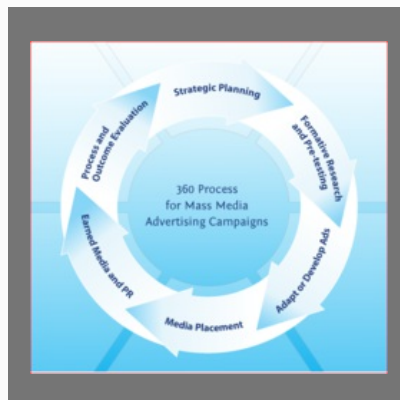 Strategic Planning
Formative Research
and Pre-testing
Adapt or Develop Ads
Media Placement
Earned Media and PR
Process and
Outcome Evaluation
360 Process
for Mass Media
Advertising Campaigns